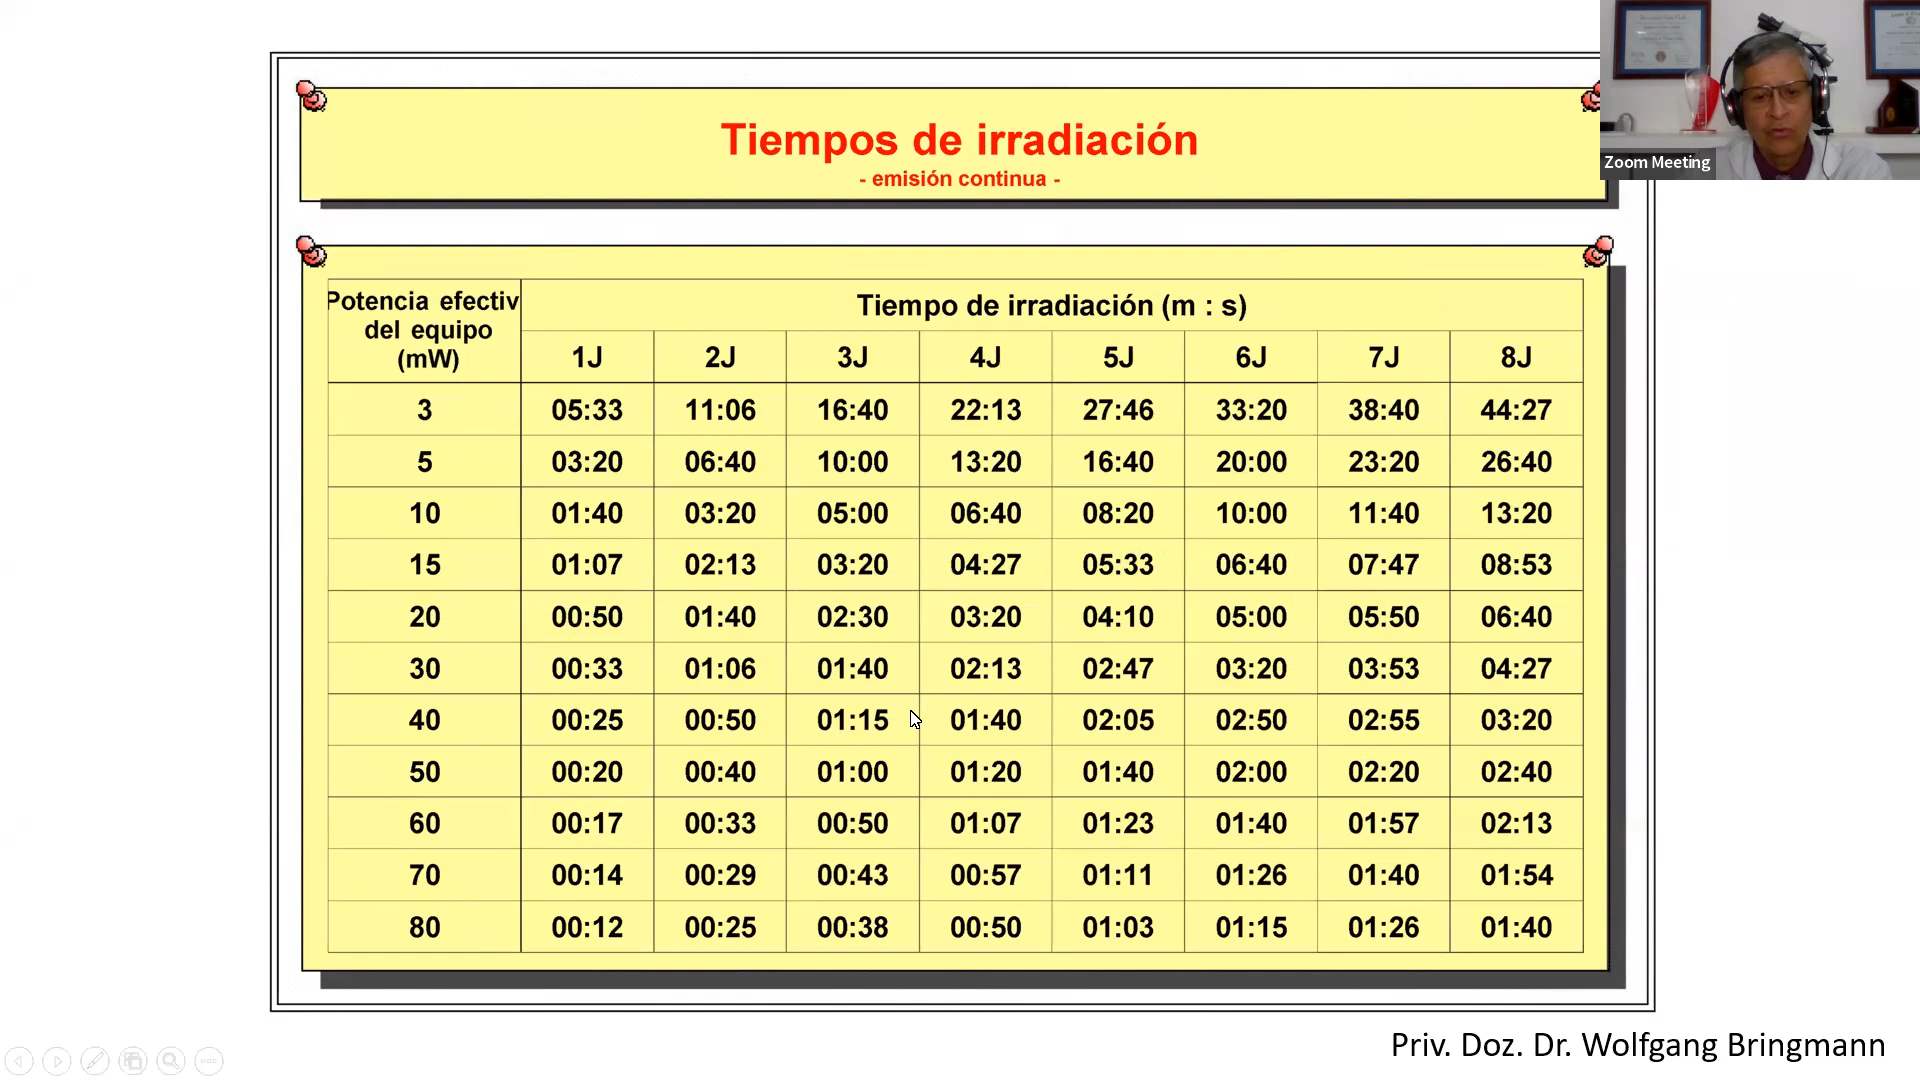 Tiempos de irradiación
- emisión continua -
Zoom Meeting
Potencia efectiv
del equipo
(mW)
Tiempo de irradiación (m : s)
1J 2J 3J 4J 5J 6J 7J 8J
3 05:33 11:06 16:40 22:13 27:46 33:20 38:40 44:27
5 03:20 06:40 10:00 13:20 16:40 20:00 23:20 26:40
10 01:40 03:20 05:00 06:40 08:20 10:00 11:40 13:20
15 01:07 02:13 03:20 04:27 05:33 06:40 07:47 08:53
20 00:50 01:40 02:30 03:20 04:10 05:00 05:50 06:40
30 00:33 01:06 01:40 02:13 02:47 03:20 03:53 04:27
40 00:25 00:50 01:15 01:40 02:05 02:50 02:55 03:20
50 00:20 00:40 01:00 01:20 01:40 02:00 02:20 02:40
60 00:17 00:33 00:50 01:07 01:23 01:40 01:57 02:13
70 00:14 00:29 00:43 00:57 01:11 01:26 01:40 01:54
80 00:12 00:25 00:38 00:50 01:03 01:15 01:26 01:40
Priv. Doz. Dr. Wolfgang Bringmann